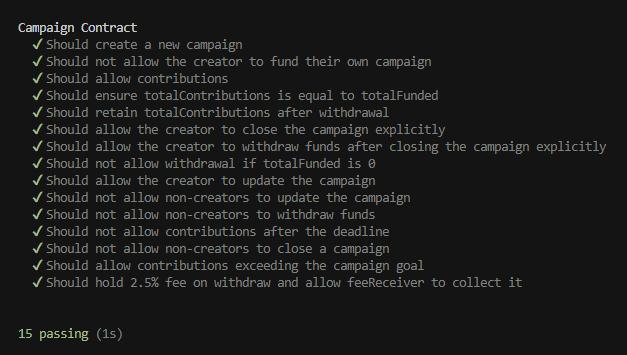 Campaign Contract
✓ Should create a new campaign
✓ Should not allow the creator to fund their own campaign
✓ Should allow contributions
✓ Should ensure totalContributions is equal to totalFunded
✓ Should retain totalContributions after withdrawal
✓ Should allow the creator to close the campaign explicitly
✓ Should allow the creator to withdraw funds after closing the campaign explicitly
✓ Should not allow withdrawal if totalFunded is 0
✓ Should allow the creator to update the campaign
✓ Should not allow non-creators to update the campaign
✓ Should not allow non-creators to withdraw funds
✓ Should not allow contributions after the deadline
✓ Should not allow non-creators to close a campaign
✓ Should allow contributions exceeding the campaign goal
✓ Should hold 2.5% fee on withdraw and allow feeReceiver to collect it
15 passing (1s)